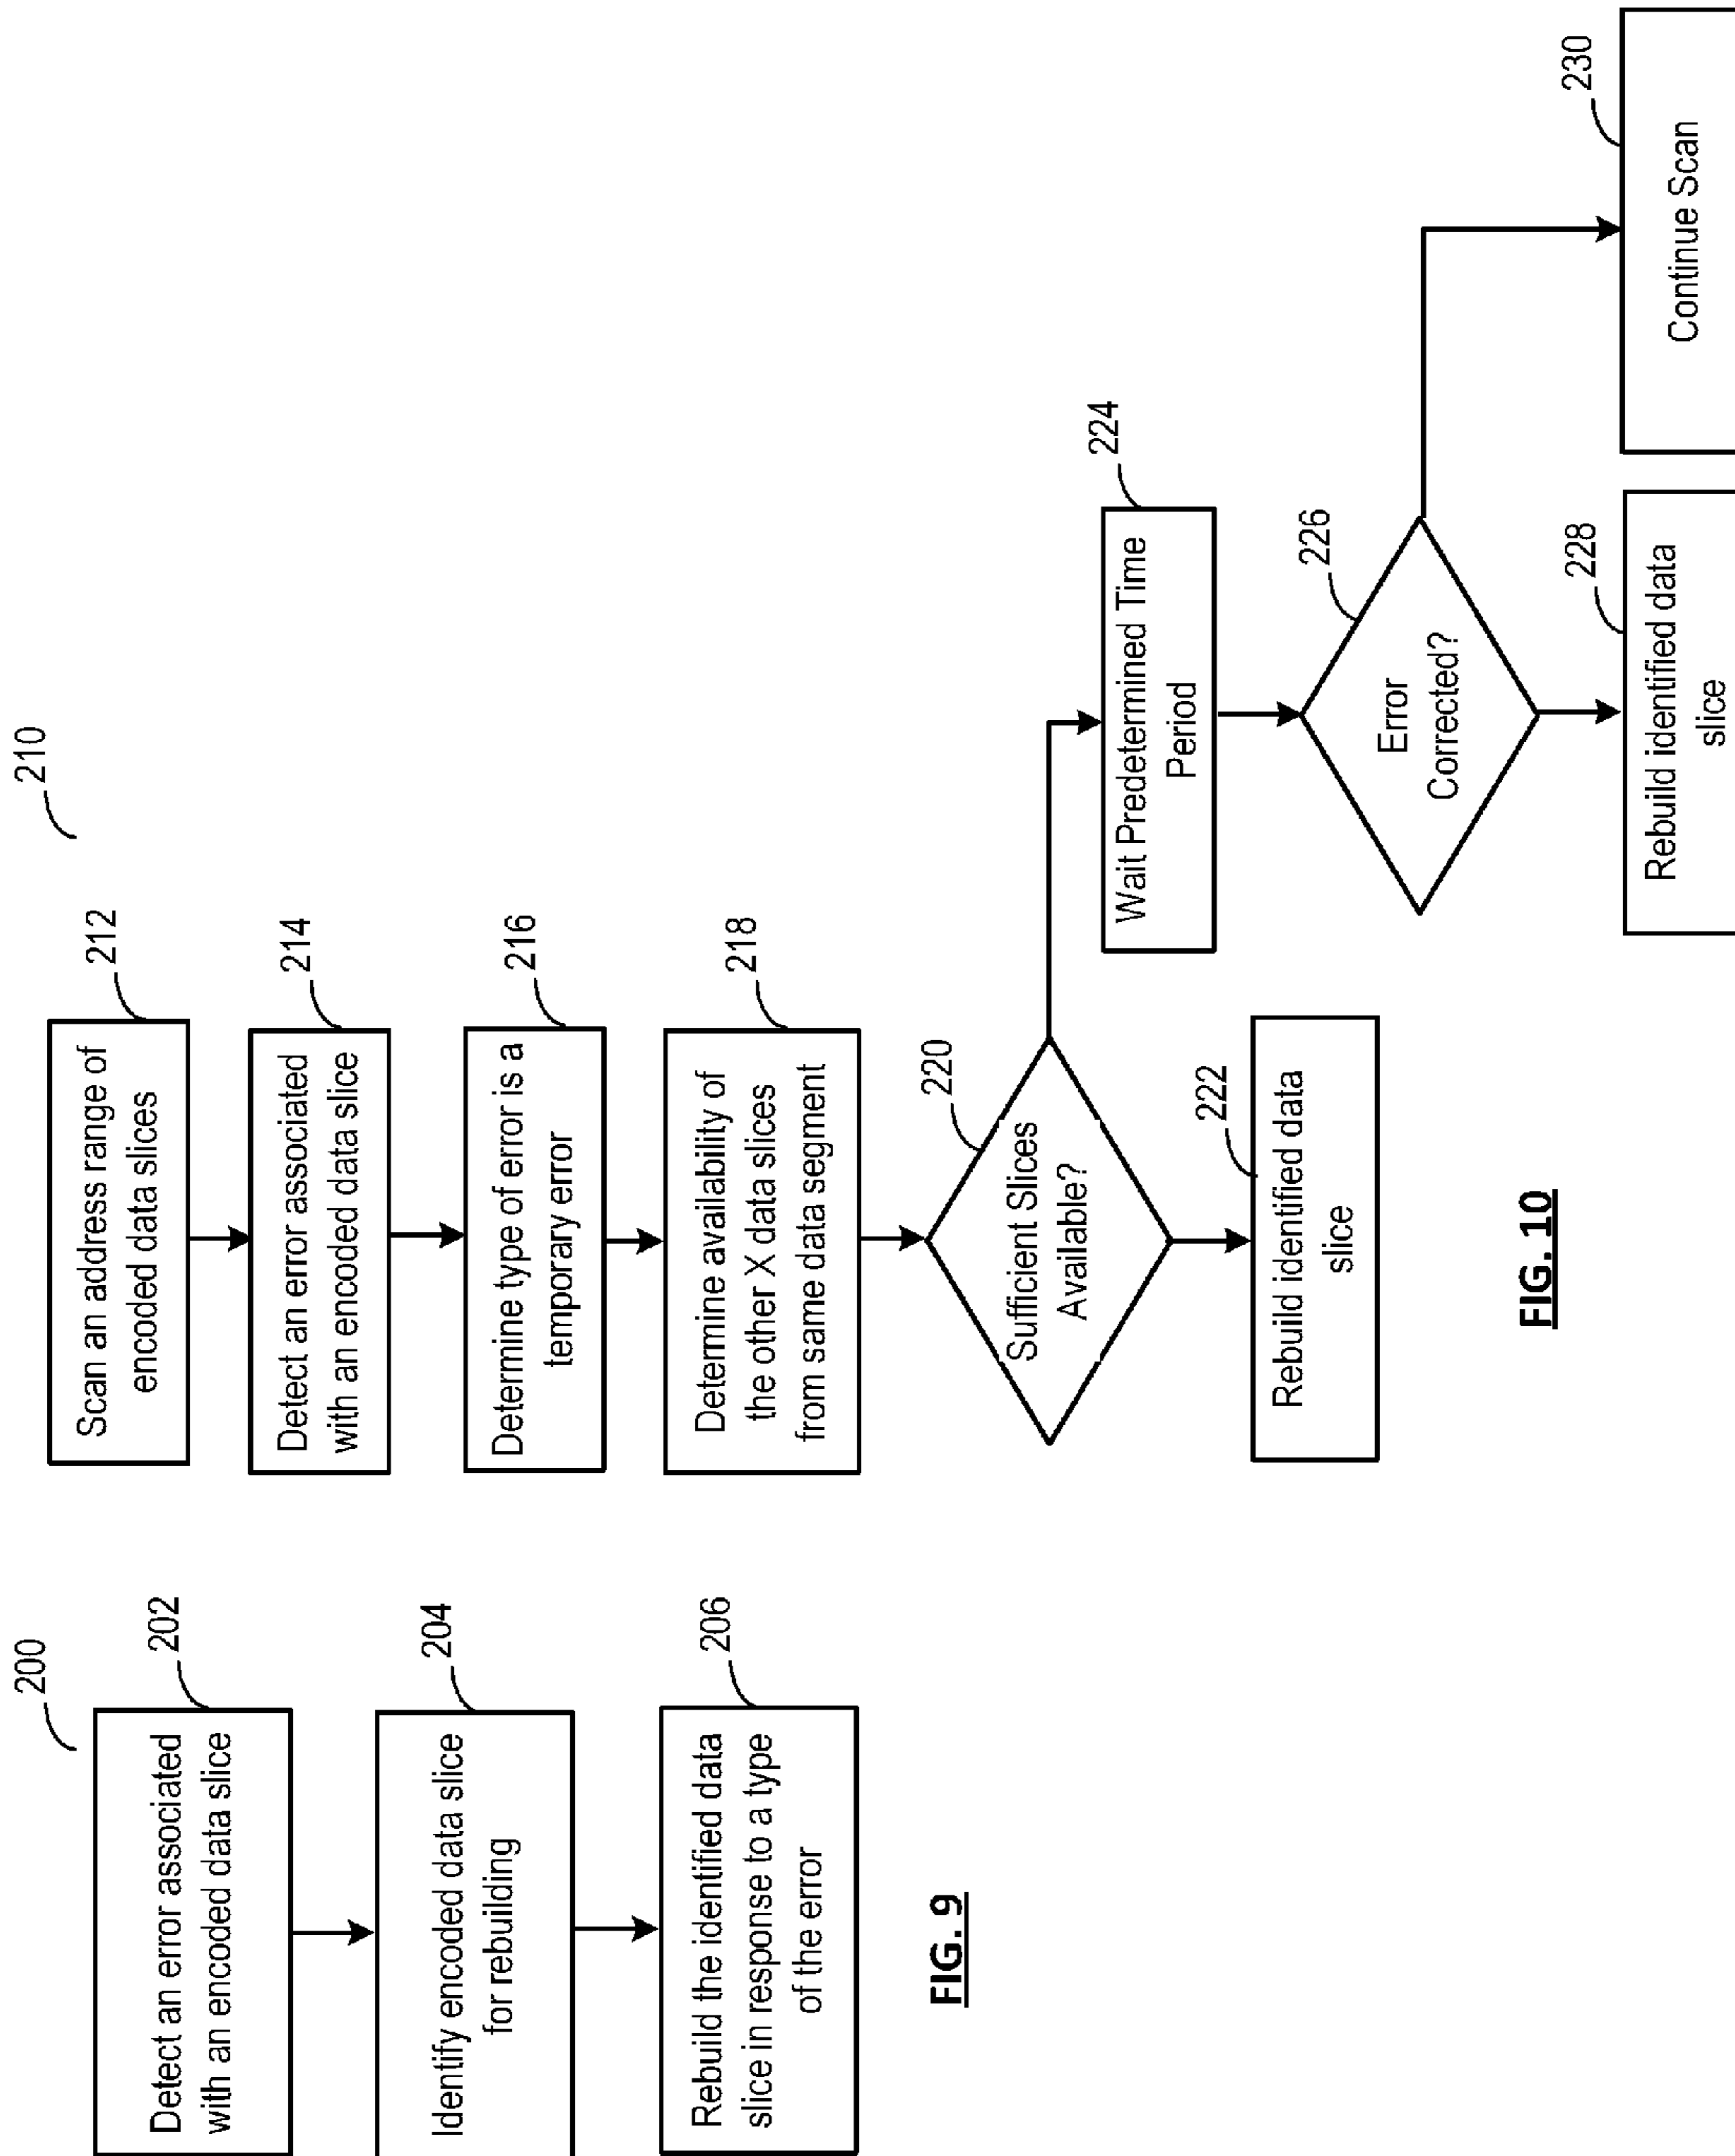 200
202
Detect an error associated
with an encoded data slice
204
Identify encoded data slice
for rebuilding
206
Rebuild the identified data
slice in response to a type
of the error
FIG. 9
210
212
Scan an address range of
encoded data slices
214
Detect an error associated
with an encoded data slice
216
Determine type of error is a
temporary error
218
Determine availability of
the other X data slices
from same data segment
220
Sufficient Slices
Available?
222
Rebuild identified data
slice
224
Wait Predetermined Time
Period
226
Error
Corrected?
228
Rebuild identified data
slice
230
Continue Scan
FIG. 10